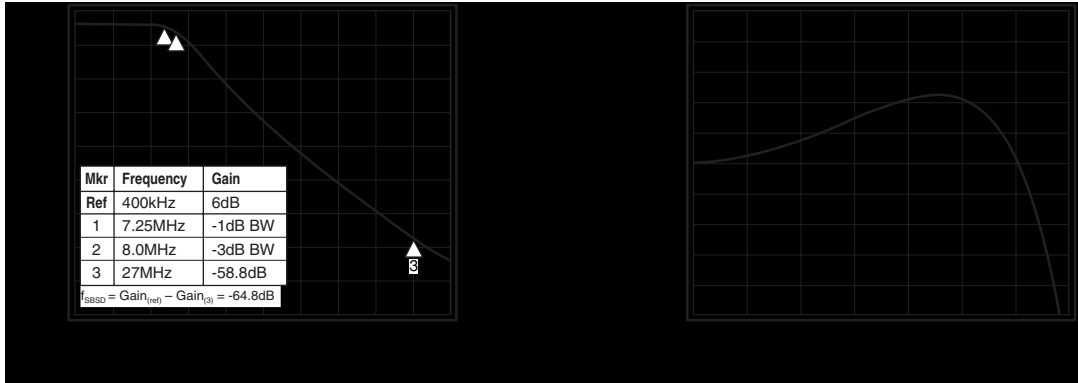 Mkr Frequency Gain
Ref 400kHz 6dB
1 7.25MHz -1dB BW
2 8.0MHz -3dB BW
3 27MHz -58.8dB
fSBSD = Gain(ref) – Gain(3) = -64.8dB
3